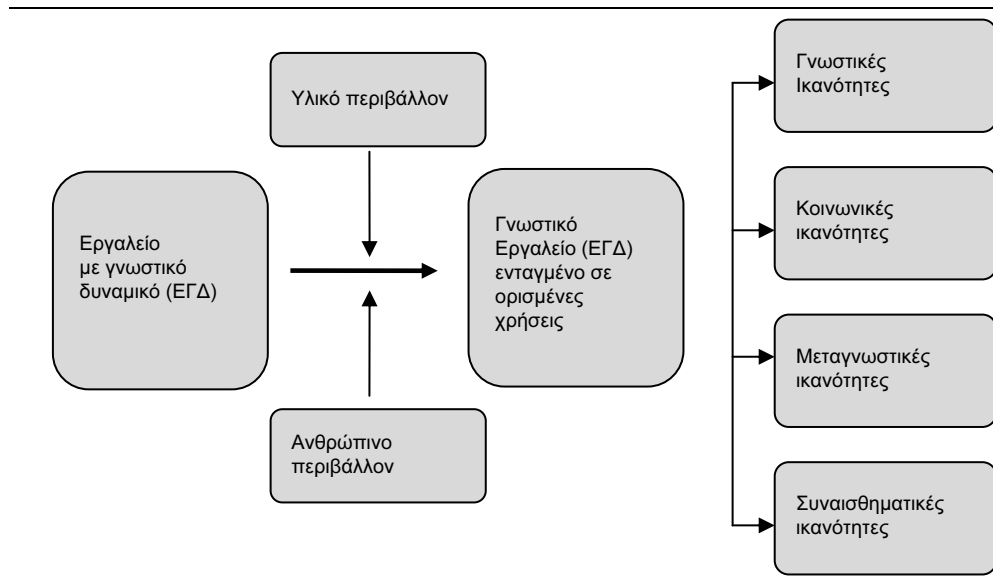 Υλικό περιβάλλον
Εργαλείο
με γνωστικό
δυναμικό (ΕΓΔ)
Γνωστικό
Εργαλείο (ΕΓΔ)
ενταγμένο σε
ορισμένες
χρήσεις
Ανθρώπινο
περιβάλλον
Γνωστικές
Ικανότητες
Κοινωνικές
ικανότητες
Μεταγνωστικές
ικανότητες
Συναισθηματικές
ικανότητες